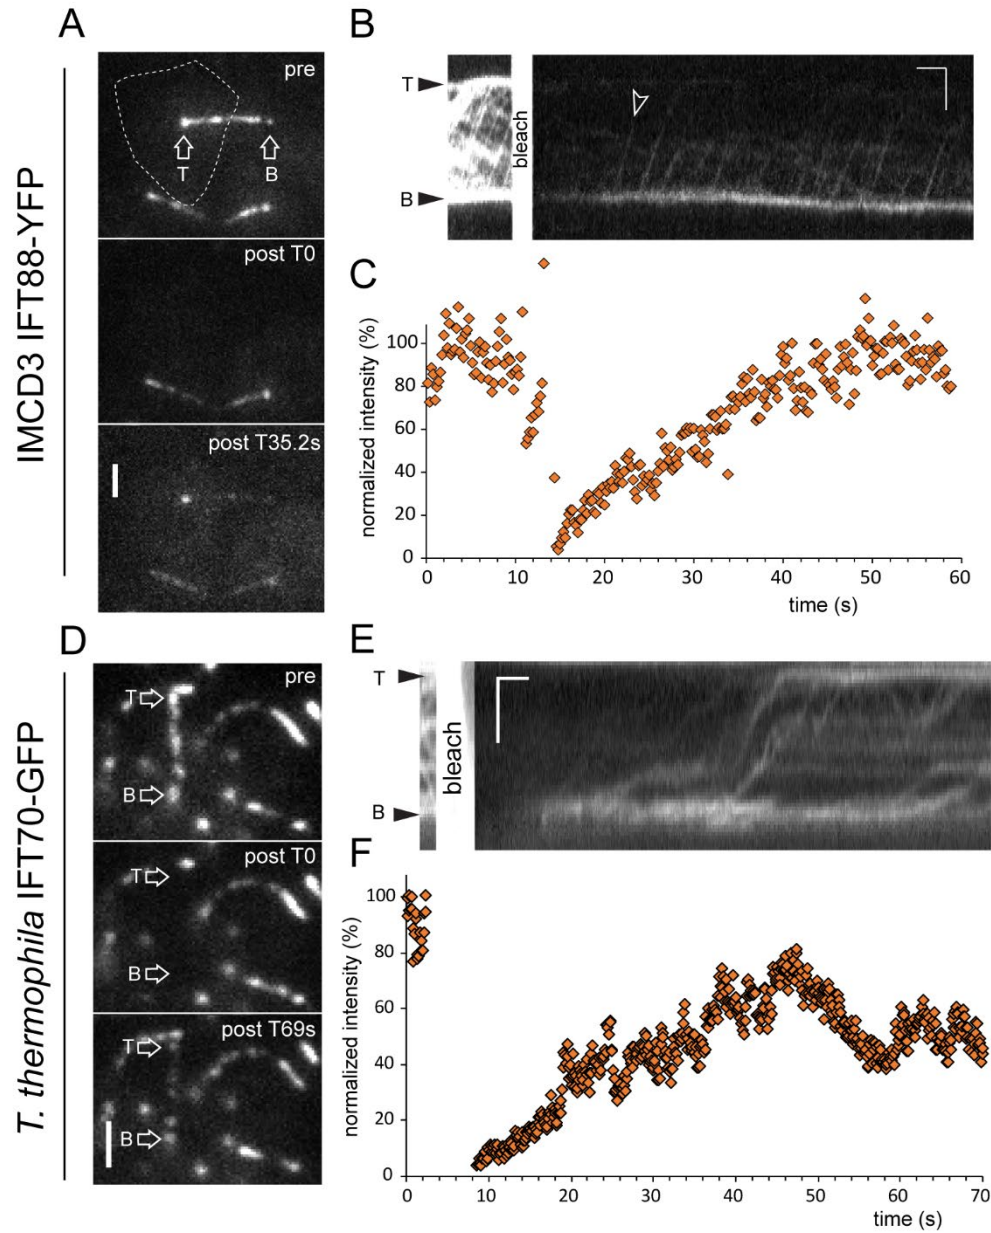 A
IMCD3 IFT88-YFP
pre
T
B
post T0
post T35.2s
B
T
B
bleach
C
normalized intensity (%)
100
80
60
40
20
0
0 10 20 30 40 50 60
time (s)
D
T. thermophila IFT70-GFP
pre
T
B
post T0
T
B
post T69s
T
B
E
T
B
bleach
F
normalized intensity (%)
100
80
60
40
20
0
0 10 20 30 40 50 60 70
time (s)